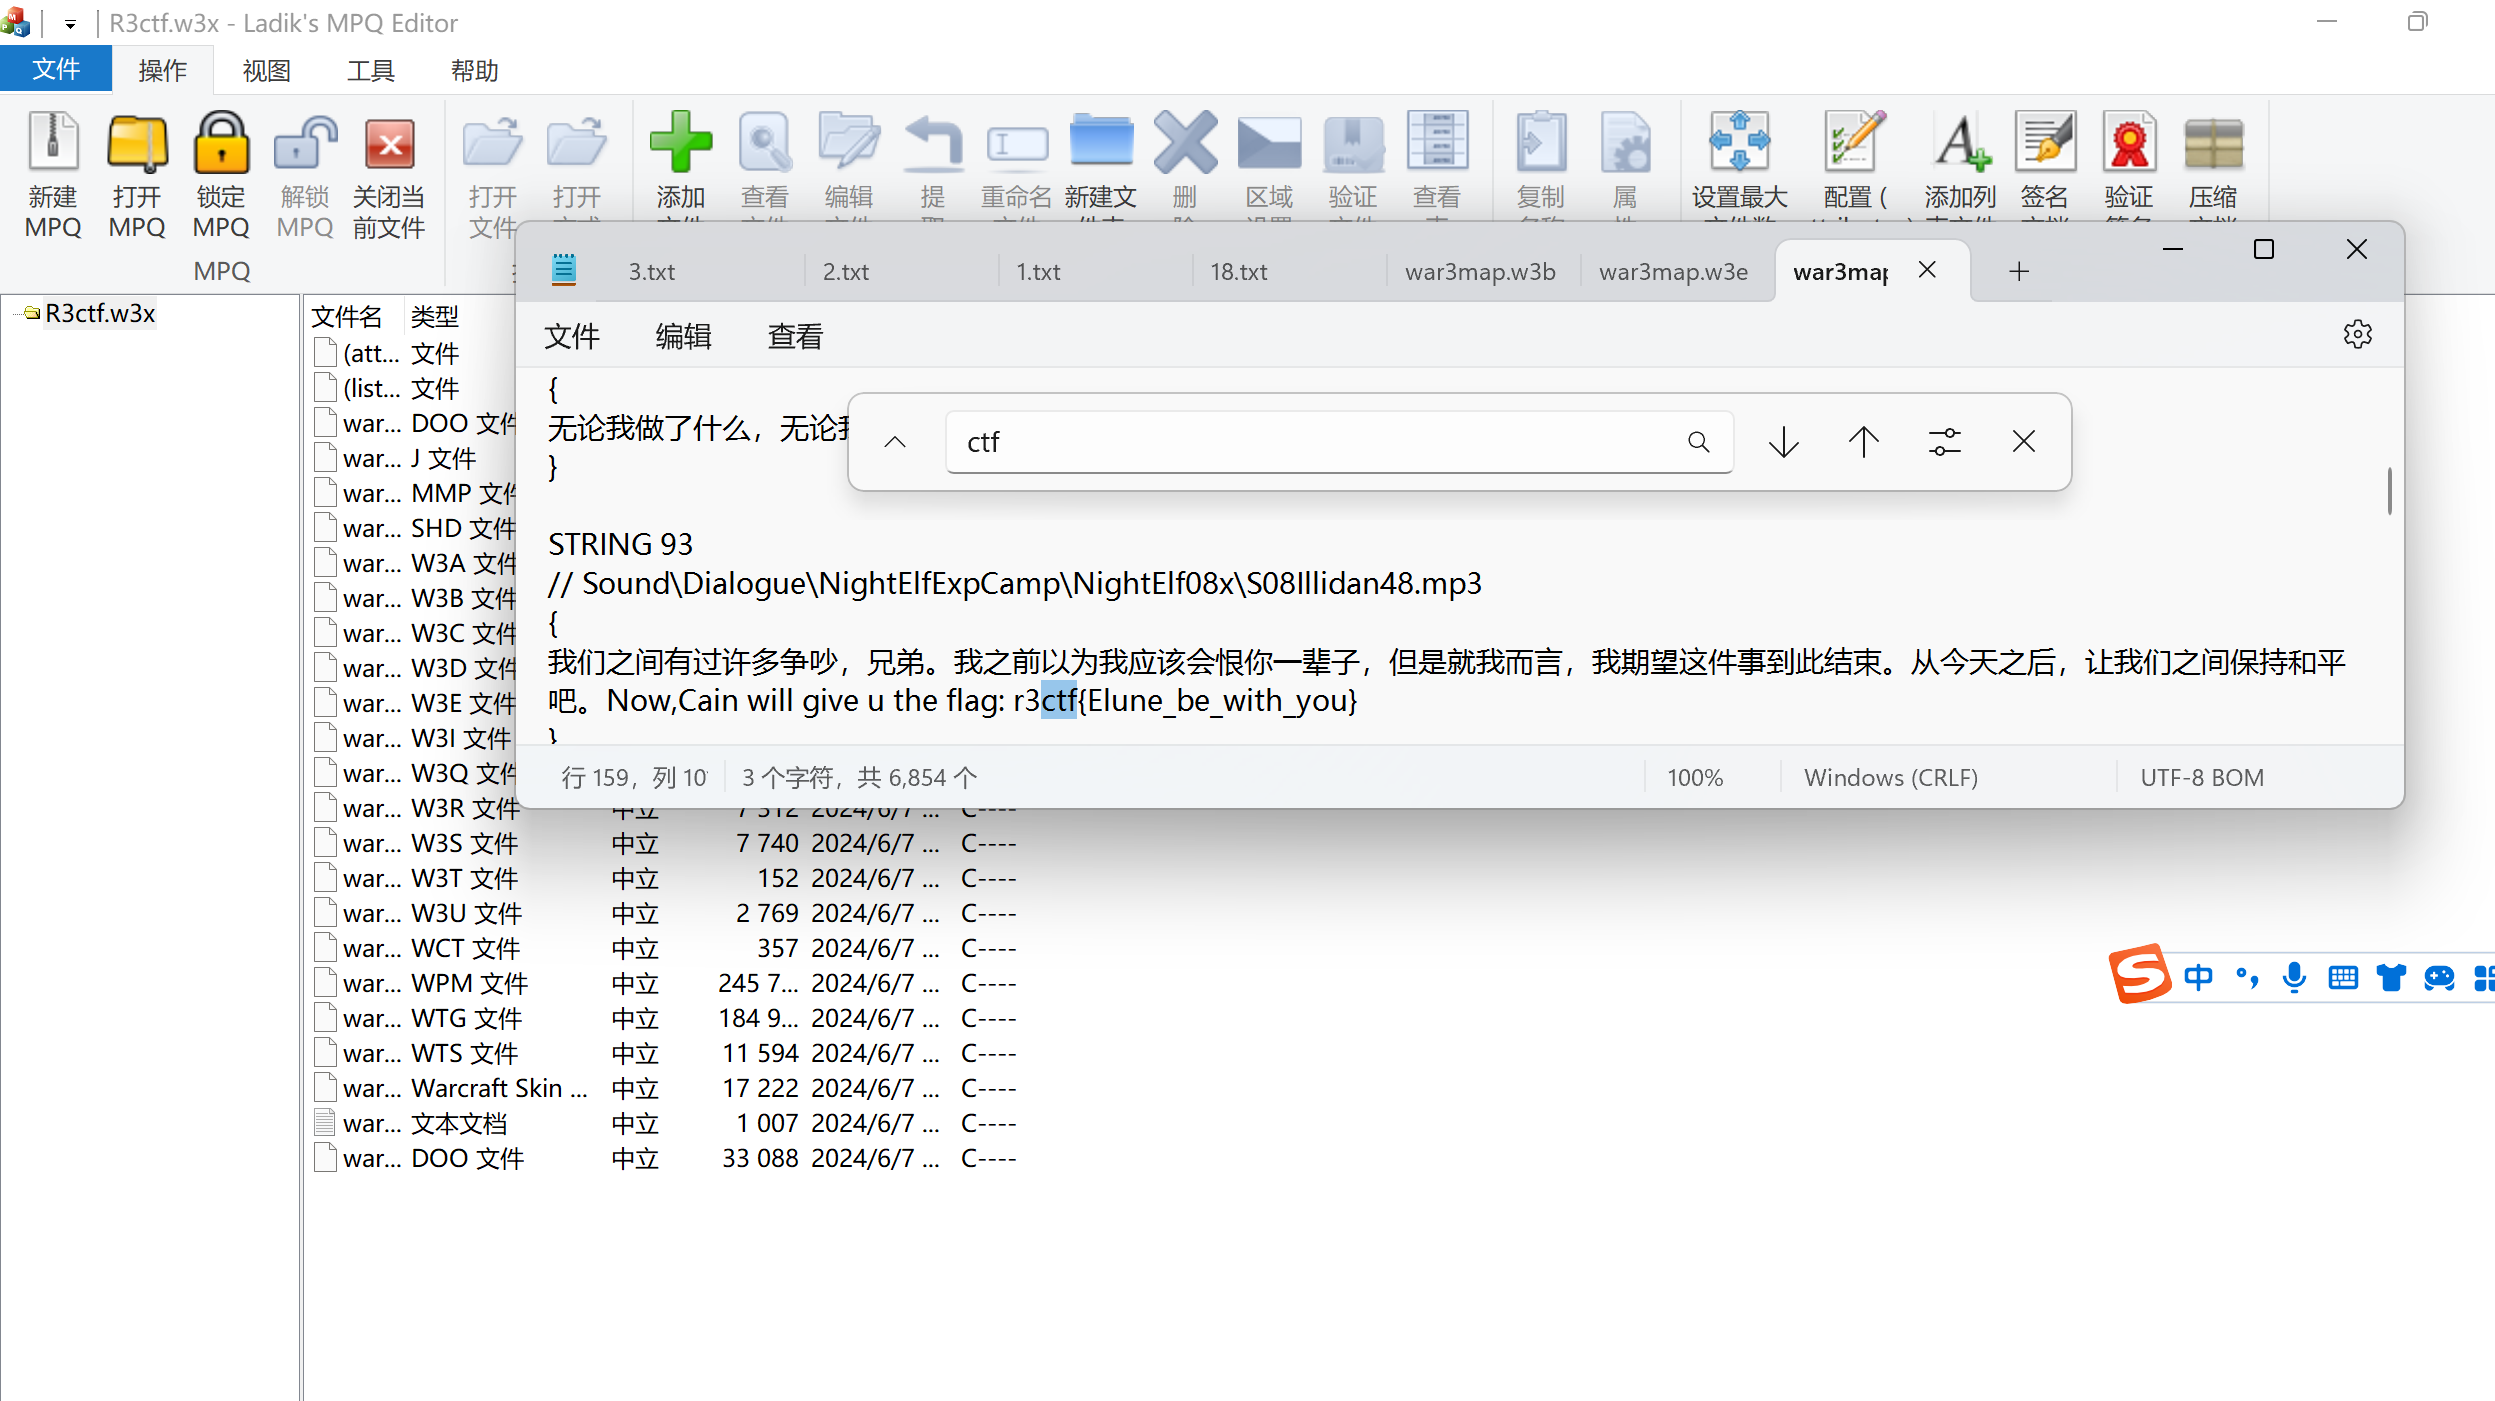 R3ctf.w3x - Ladik's MPQ Editor
文件 操作 视图 工具 帮助
新建 打开 锁定 解锁 关闭当 打开 打开 添加 查看 编辑 提 重命名 新建文 删 区域 验证 查看 复制 属 设置最大 配置 ( 添加列 签名 验证 压缩
MPQ MPQ MPQ MPQ 前文件
MPQ
3.txt 2.txt 1.txt 18.txt war3map.w3b war3map.w3e war3map
文件 编辑 查看
{
无论我做了什么，无论我
}
ctf
STRING 93
// Sound\Dialogue\NightElfExpCamp\NightElf08x\S08Illidan48.mp3
{
我们之间有过许多争吵，兄弟。我之前以为我应该会恨你一辈子，但是就我而言，我期望这件事到此结束。从今天之后，让我们之间保持和平
吧。Now,Cain will give u the flag: r3ctf{Elune_be_with_you}
}
行 159，列 10 3 个字符，共 6,854 个 100% Windows (CRLF) UTF-8 BOM
R3ctf.w3x
文件名 类型
(att... 文件
(list... 文件
war... DOO 文件
war... J 文件
war... MMP 文件
war... SHD 文件
war... W3A 文件
war... W3B 文件
war... W3C 文件
war... W3D 文件
war... W3E 文件
war... W3I 文件
war... W3Q 文件
war... W3R 文件 中立 7 312 2024/6/7 ... C----
war... W3S 文件 中立 7 740 2024/6/7 ... C----
war... W3T 文件 中立 152 2024/6/7 ... C----
war... W3U 文件 中立 2 769 2024/6/7 ... C----
war... WCT 文件 中立 357 2024/6/7 ... C----
war... WPM 文件 中立 245 7... 2024/6/7 ... C----
war... WTG 文件 中立 184 9... 2024/6/7 ... C----
war... WTS 文件 中立 11 594 2024/6/7 ... C----
war... Warcraft Skin ... 中立 17 222 2024/6/7 ... C----
war... 文本文档 中立 1 007 2024/6/7 ... C----
war... DOO 文件 中立 33 088 2024/6/7 ... C----
中